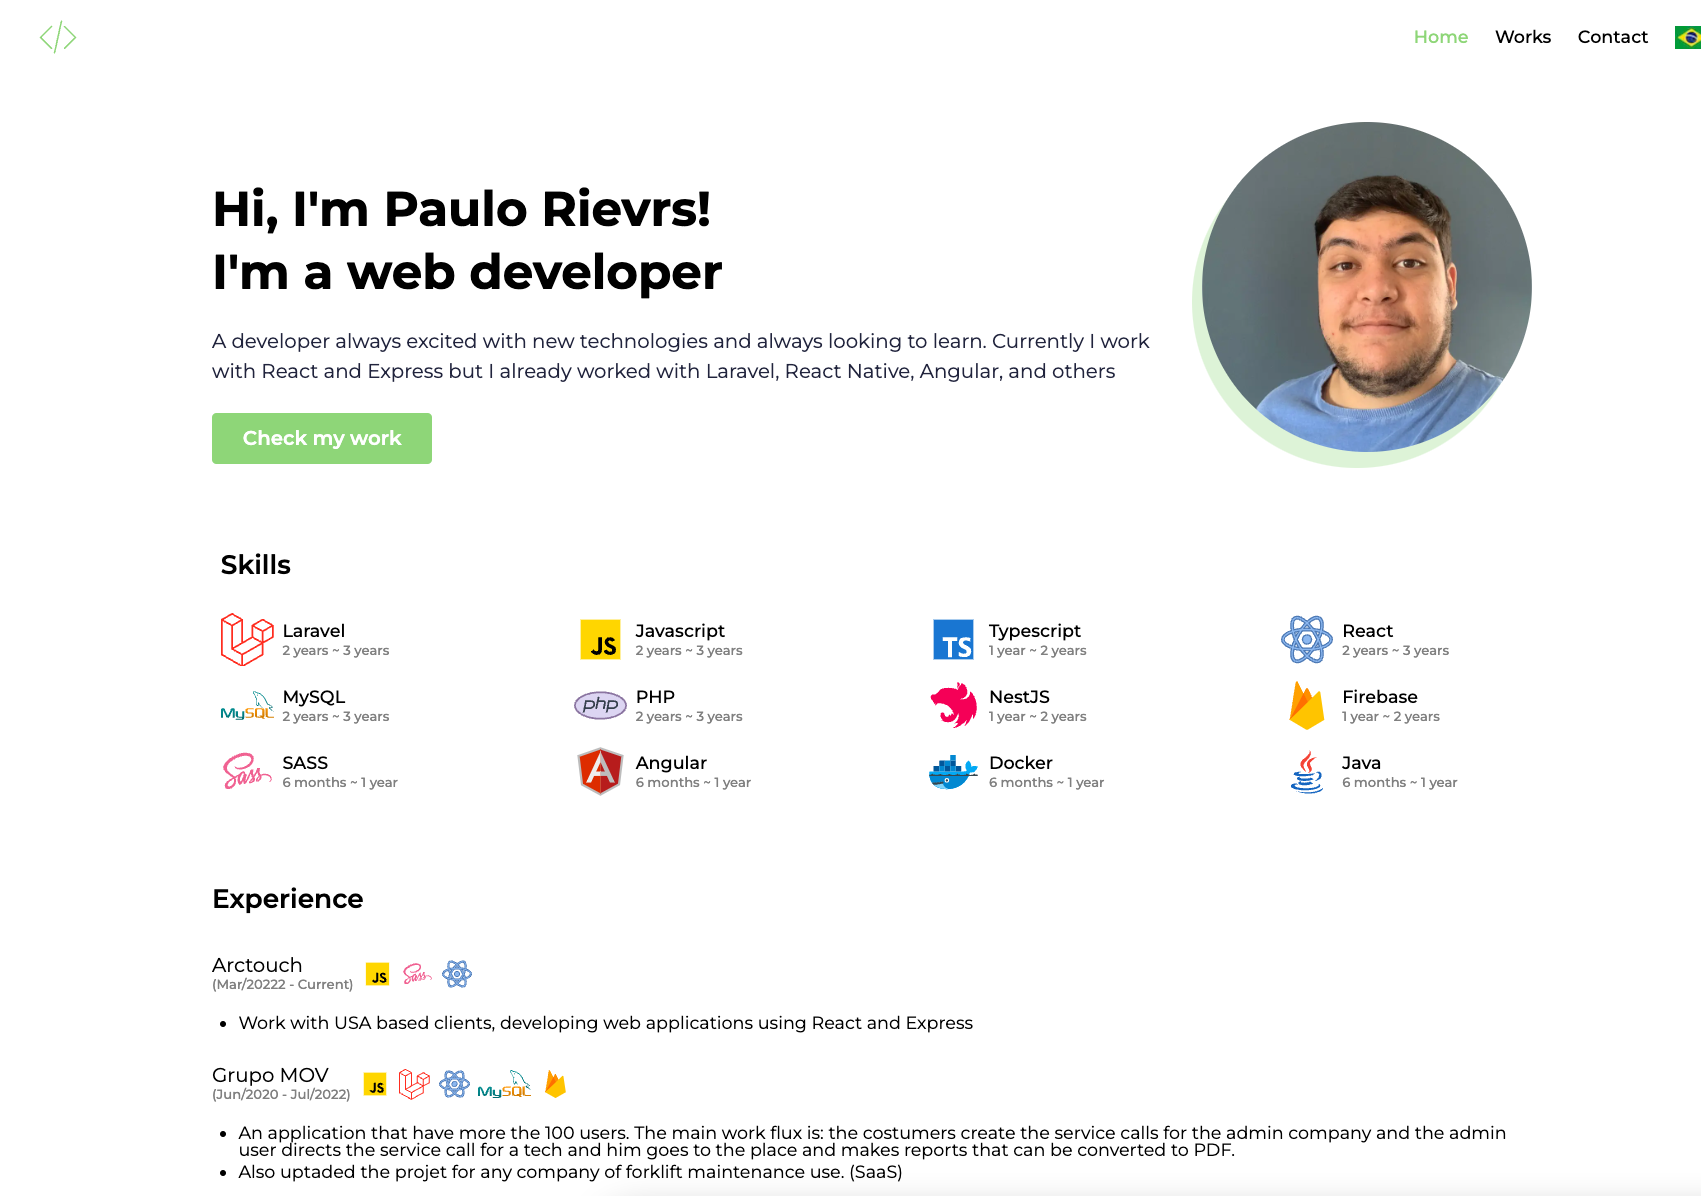 </>
Home Works Contact
Hi, I'm Paulo Rievrs!
I'm a web developer
A developer always excited with new technologies and always looking to learn. Currently I work
with React and Express but I already worked with Laravel, React Native, Angular, and others
Check my work
Skills
Laravel
2 years ~ 3 years
JS
Javascript
2 years ~ 3 years
TS
Typescript
1 year ~ 2 years
React
2 years ~ 3 years
MySQL
MySQL
2 years ~ 3 years
php
PHP
2 years ~ 3 years
NestJS
1 year ~ 2 years
Firebase
1 year ~ 2 years
Sass
SASS
6 months ~ 1 year
A
Angular
6 months ~ 1 year
Docker
6 months ~ 1 year
Java
6 months ~ 1 year
Experience
Arctouch
(Mar/20222 - Current)
JS Sass
• Work with USA based clients, developing web applications using React and Express
Grupo MOV
(Jun/2020 - Jul/2022)
JS MySQL
• An application that have more the 100 users. The main work flux is: the costumers create the service calls for the admin company and the admin
user directs the service call for a tech and him goes to the place and makes reports that can be converted to PDF.
• Also uptaded the projet for any company of forklift maintenance use. (SaaS)